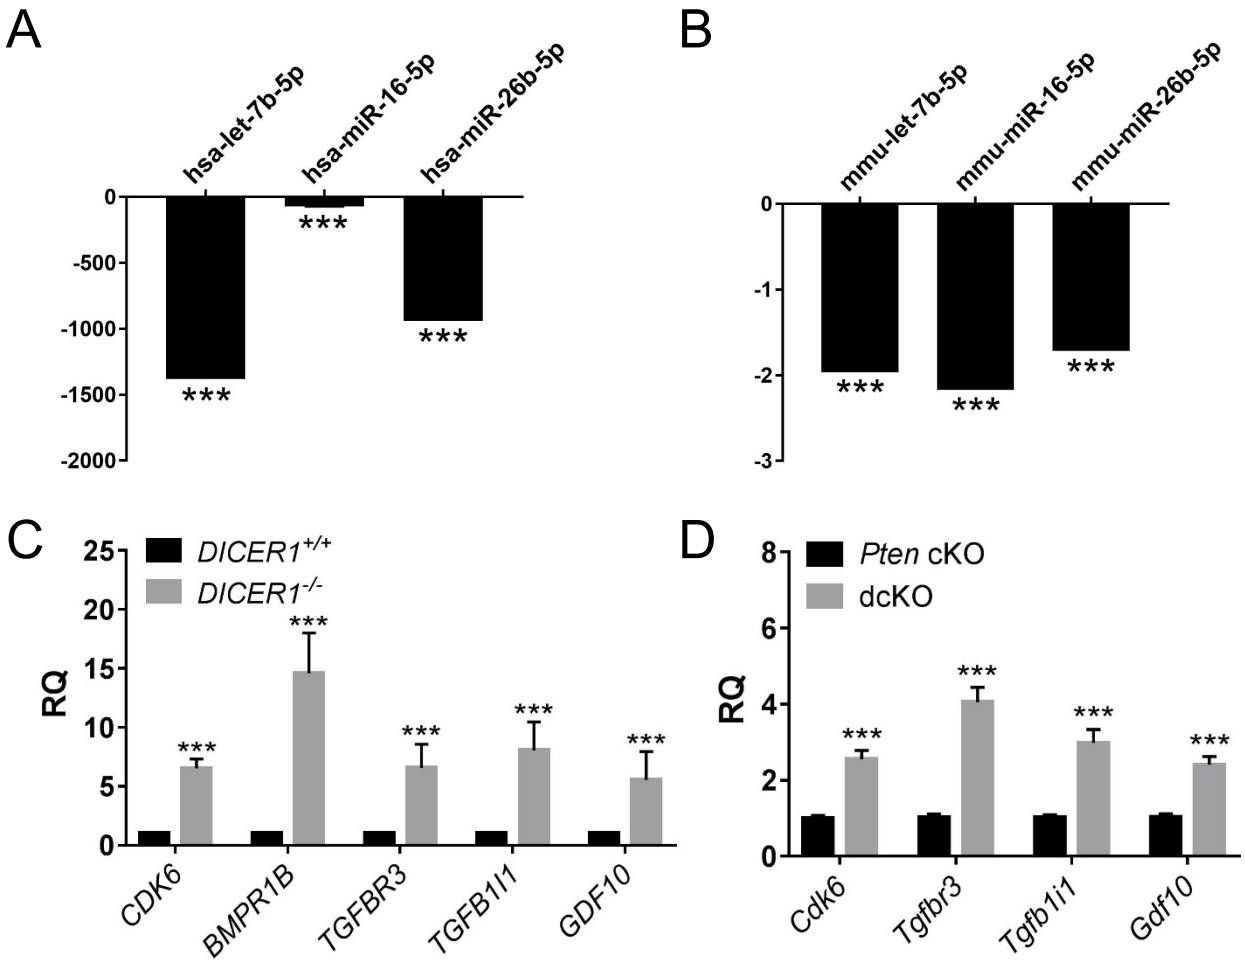 A
hsa-let-7b-5p
hsa-miR-16-5p
hsa-miR-26b-5p
0
-500
-1000
-1500
-2000
***
***
***
B
mmu-let-7b-5p
mmu-miR-16-5p
mmu-miR-26b-5p
0
-1
-2
-3
***
***
***
C
DICER1+/+
DICER1-/-
RQ
25
20
15
10
5
0
***
***
***
***
***
CDK6
BMPR1B
TGFBR3
TGFB1I1
GDF10
D
Pten cKO
dcKO
RQ
8
6
4
2
0
***
***
***
***
Cdk6
Tgfbr3
Tgfb1i1
Gdf10